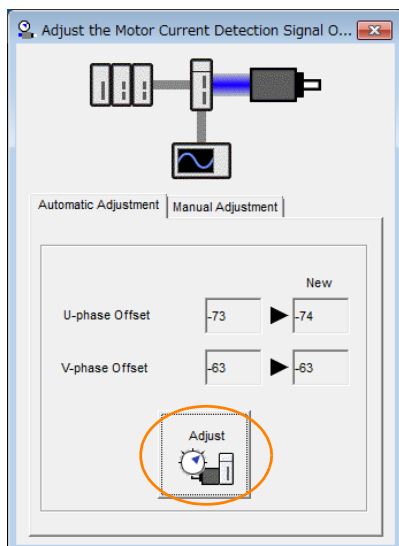 Adjust the Motor Current Detection Signal O...
Automatic Adjustment Manual Adjustment
New
U-phase Offset -73 -74
V-phase Offset -63 -63
Adjust